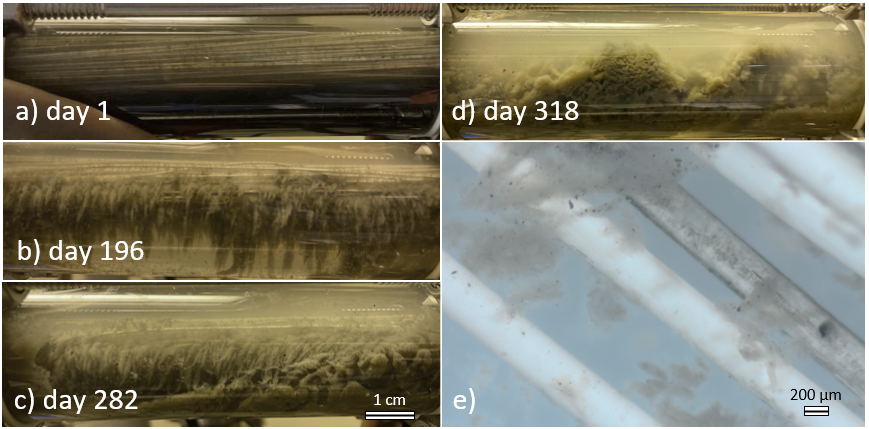 a) day 1
b) day 196
c) day 282
1 cm
d) day 318
e)
200 µm